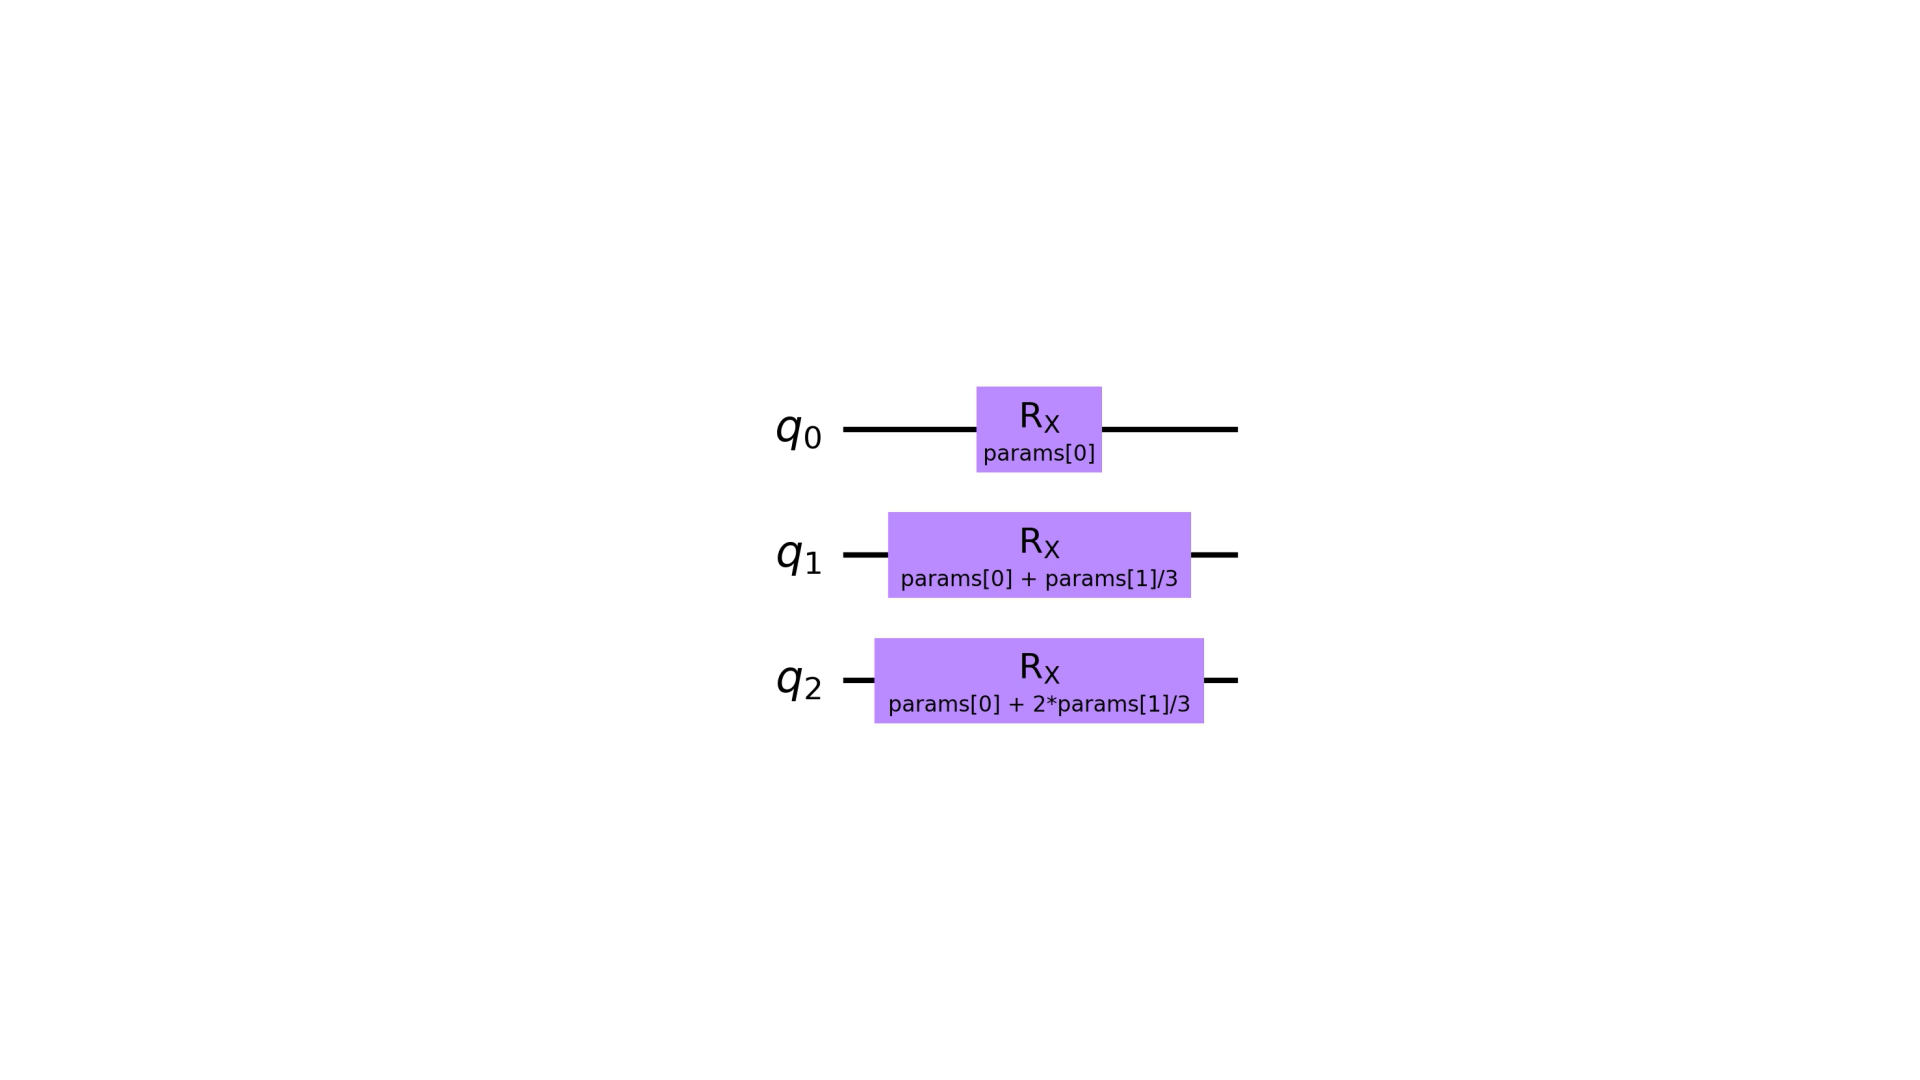 q0
RX
params[0]
q1
RX
params[0] + params[1]/3
q2
RX
params[0] + 2*params[1]/3